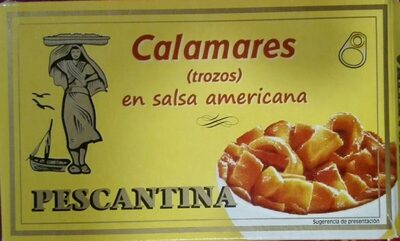 Calamares
(trozos)
en salsa americana
PESCANTINA
Sugerencia de presentación